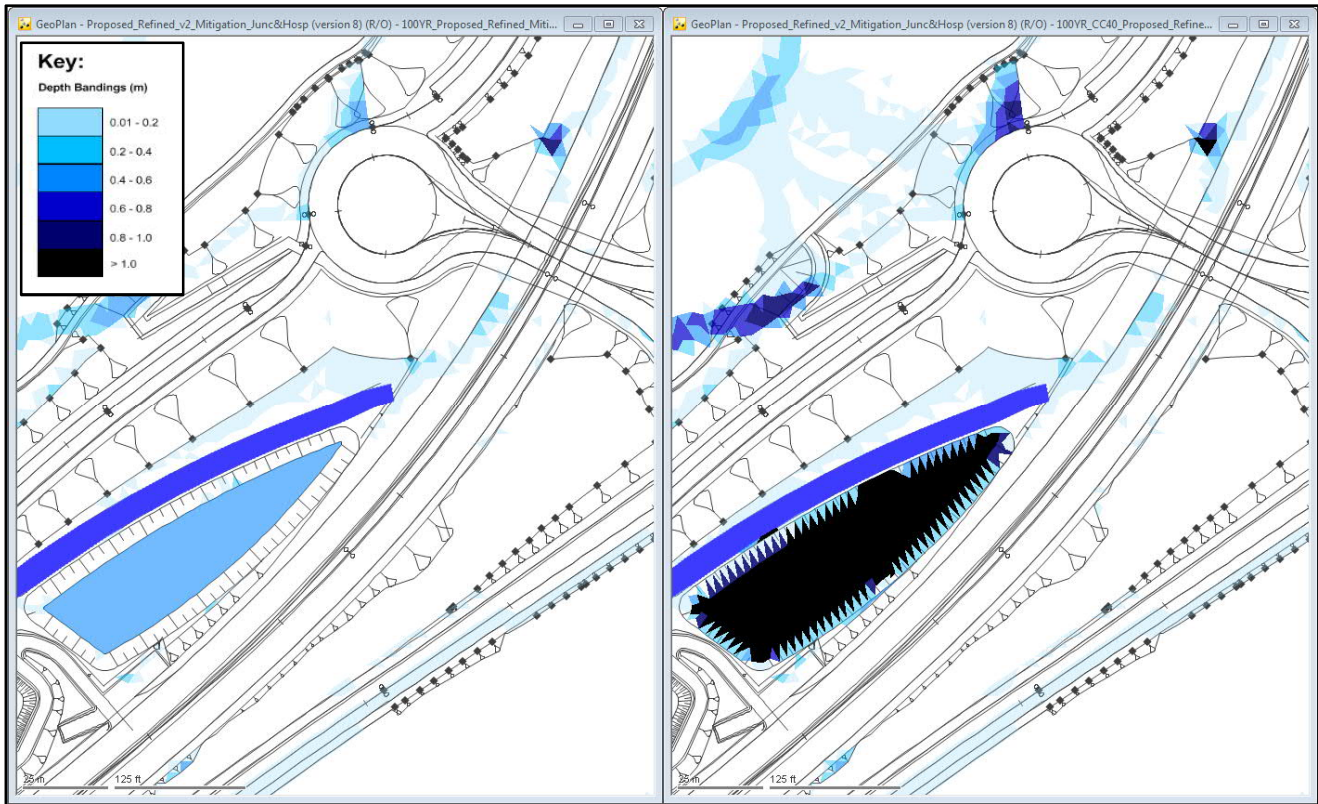 GeoPlan - Proposed_Refined_v2_Mitigation_Junc&Hosp (version 8) (R/O) - 100YR_Proposed_Refined_Miti...
GeoPlan - Proposed_Refined_v2_Mitigation_Junc&Hosp (version 8) (R/O) - 100YR_CC40_Proposed_Refine...
Key:
Depth Bandings (m)
0.01 - 0.2
0.2 - 0.4
0.4 - 0.6
0.6 - 0.8
0.8 - 1.0
> 1.0
25 m
125 ft
25 m
125 ft